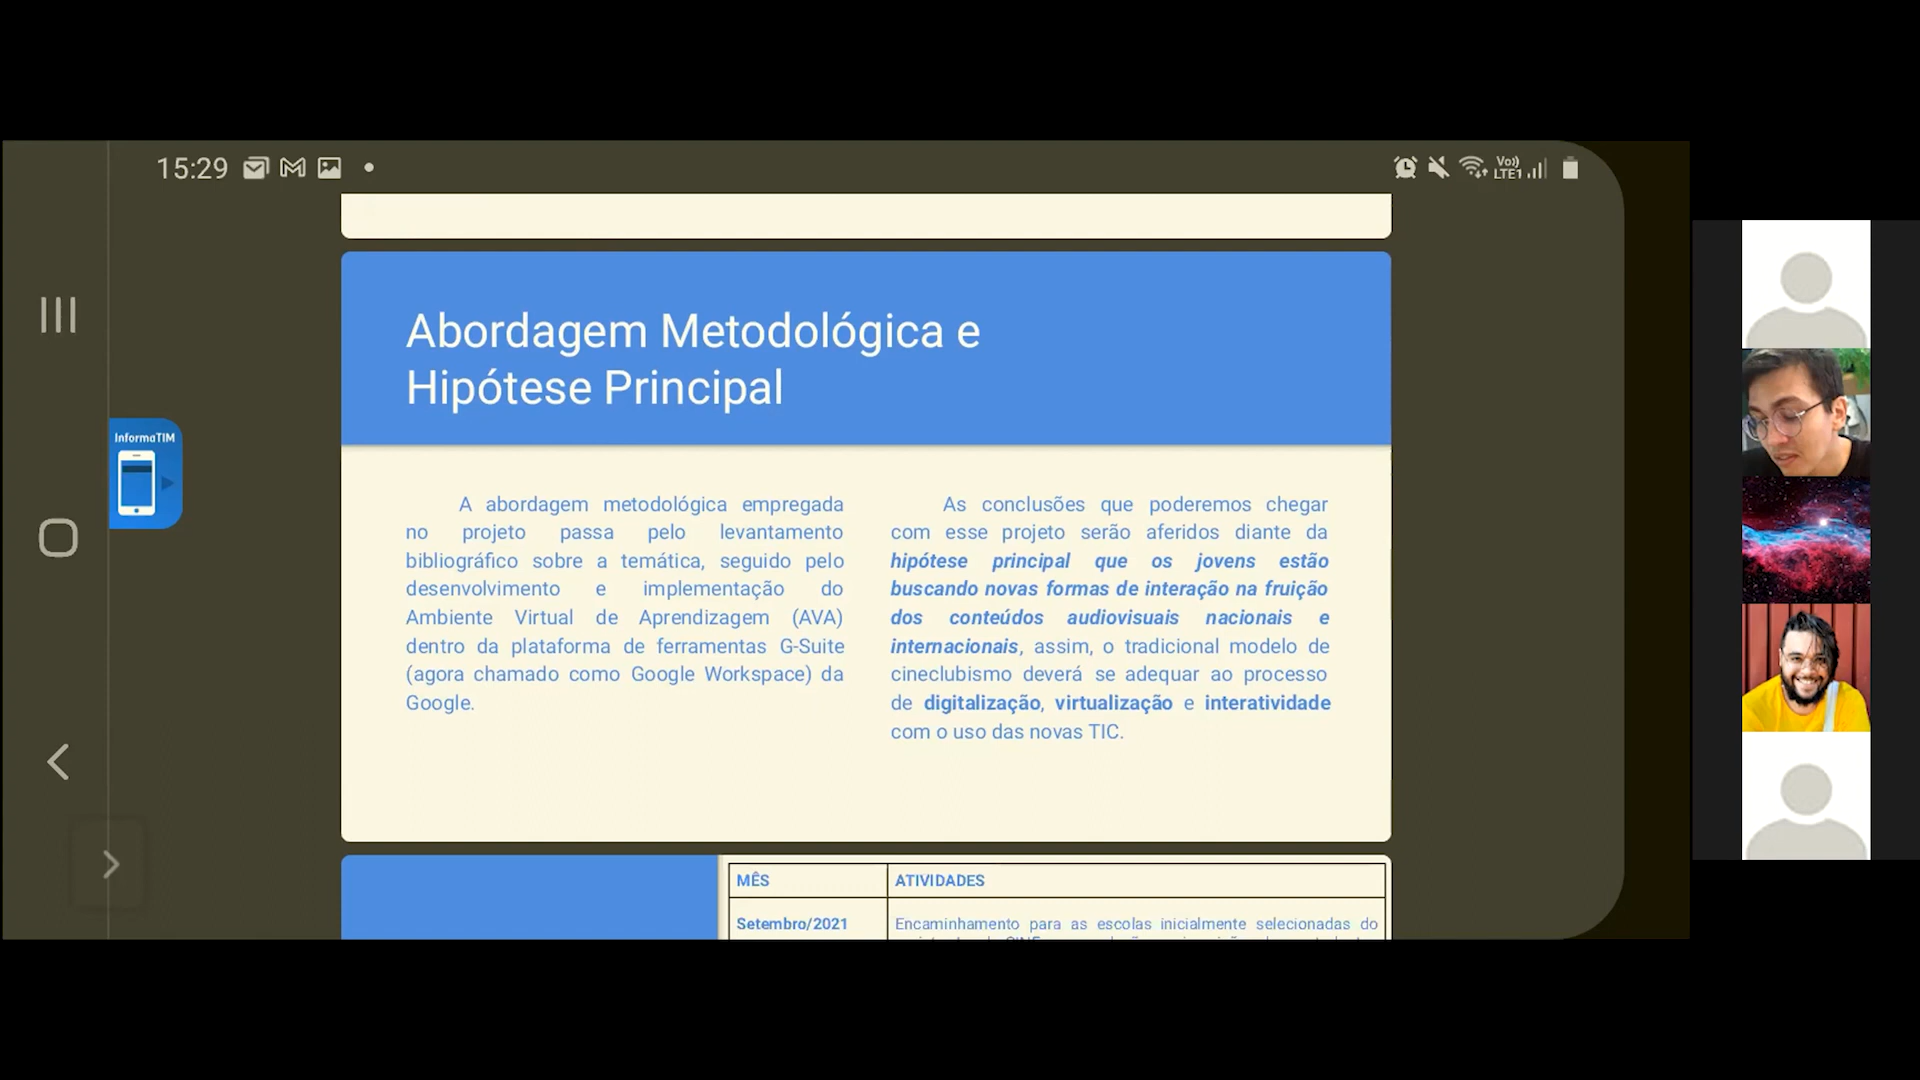 15:29
Vo))
LTE1
InformaTIM
Abordagem Metodológica e
Hipótese Principal
A abordagem metodológica empregada
no projeto passa pelo levantamento
bibliográfico sobre a temática, seguido pelo
desenvolvimento e implementação do
Ambiente Virtual de Aprendizagem (AVA)
dentro da plataforma de ferramentas G-Suite
(agora chamado como Google Workspace) da
Google.
As conclusões que poderemos chegar
com esse projeto serão aferidos diante da
hipótese principal que os jovens estão
buscando novas formas de interação na fruição
dos conteúdos audiovisuais nacionais e
internacionais, assim, o tradicional modelo de
cineclubismo deverá se adequar ao processo
de digitalização, virtualização e interatividade
com o uso das novas TIC.
MÊS
ATIVIDADES
Setembro/2021
Encaminhamento para as escolas inicialmente selecionadas do